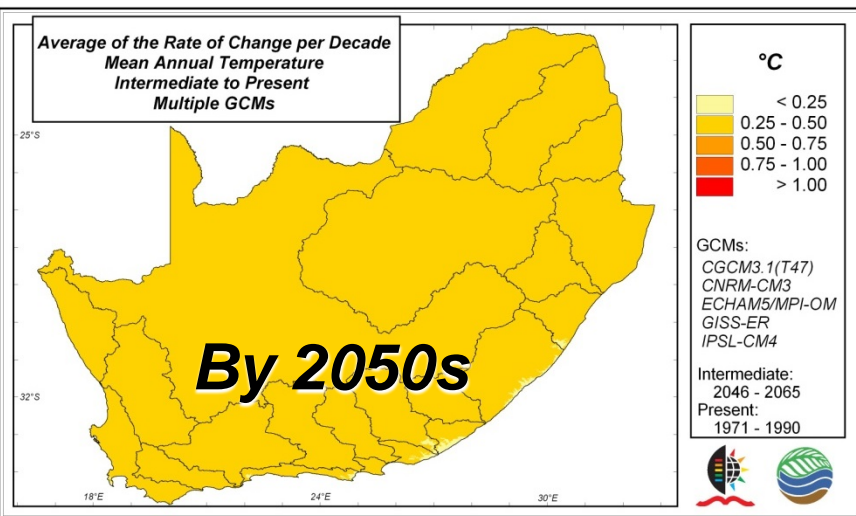 Average of the Rate of Change per Decade
Mean Annual Temperature
Intermediate to Present
Multiple GCMs
25°S
32°S
18°E
24°E
30°E
By 2050s
°C
< 0.25
0.25 - 0.50
0.50 - 0.75
0.75 - 1.00
> 1.00
GCMs:
CGCM3.1(T47)
CNRM-CM3
ECHAM5/MPI-OM
GISS-ER
IPSL-CM4
Intermediate:
2046 - 2065
Present:
1971 - 1990